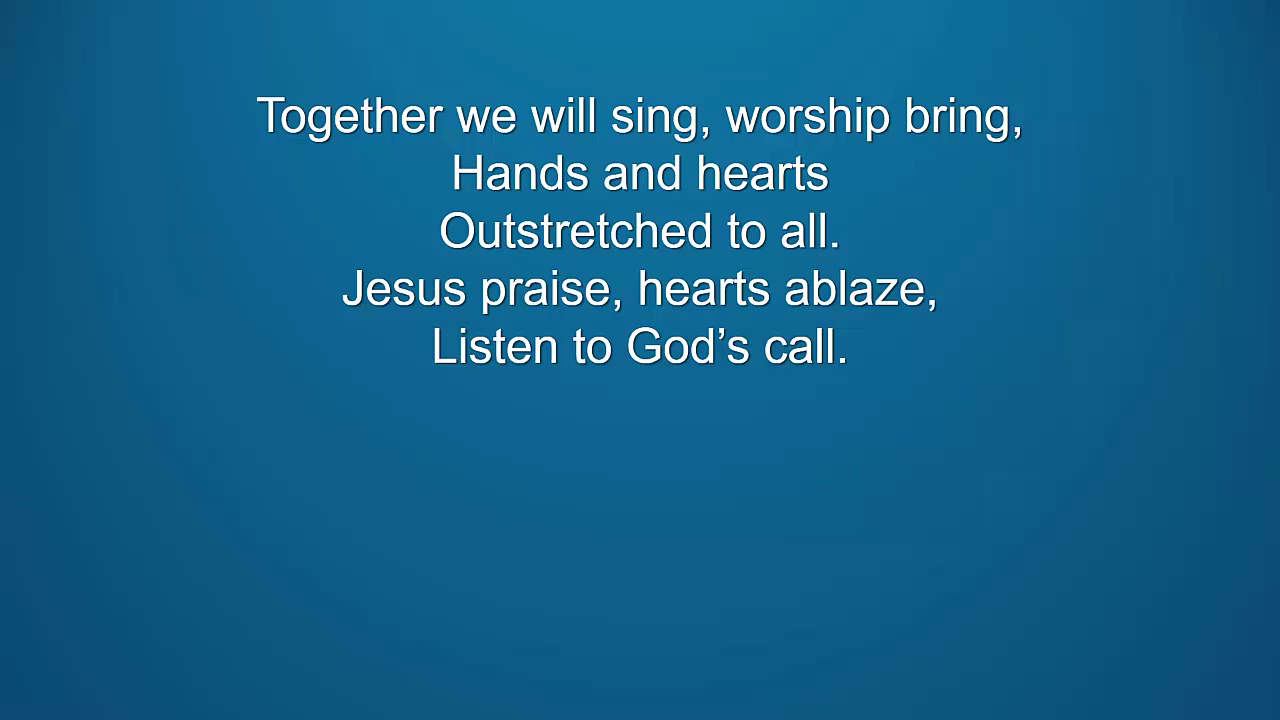 Together we will sing, worship bring,
Hands and hearts
Outstretched to all.
Jesus praise, hearts ablaze,
Listen to God’s call.